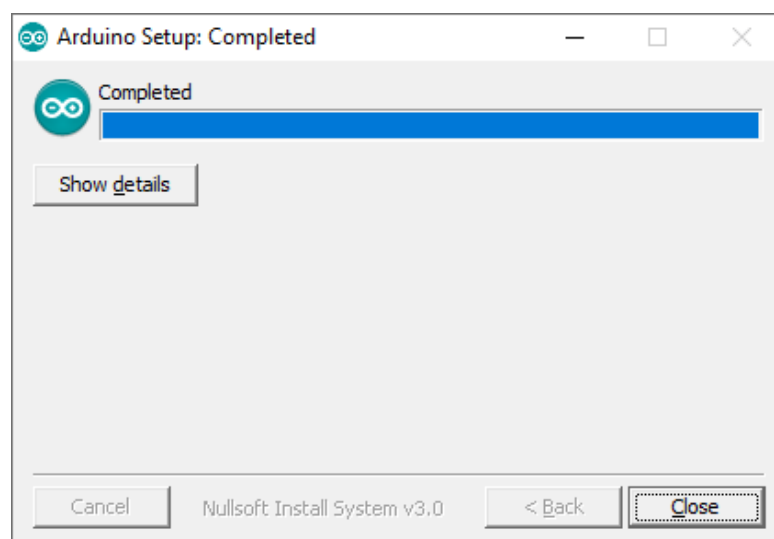 Arduino Setup: Completed
Completed
Show details
Cancel
Nullsoft Install System v3.0
< Back
Close